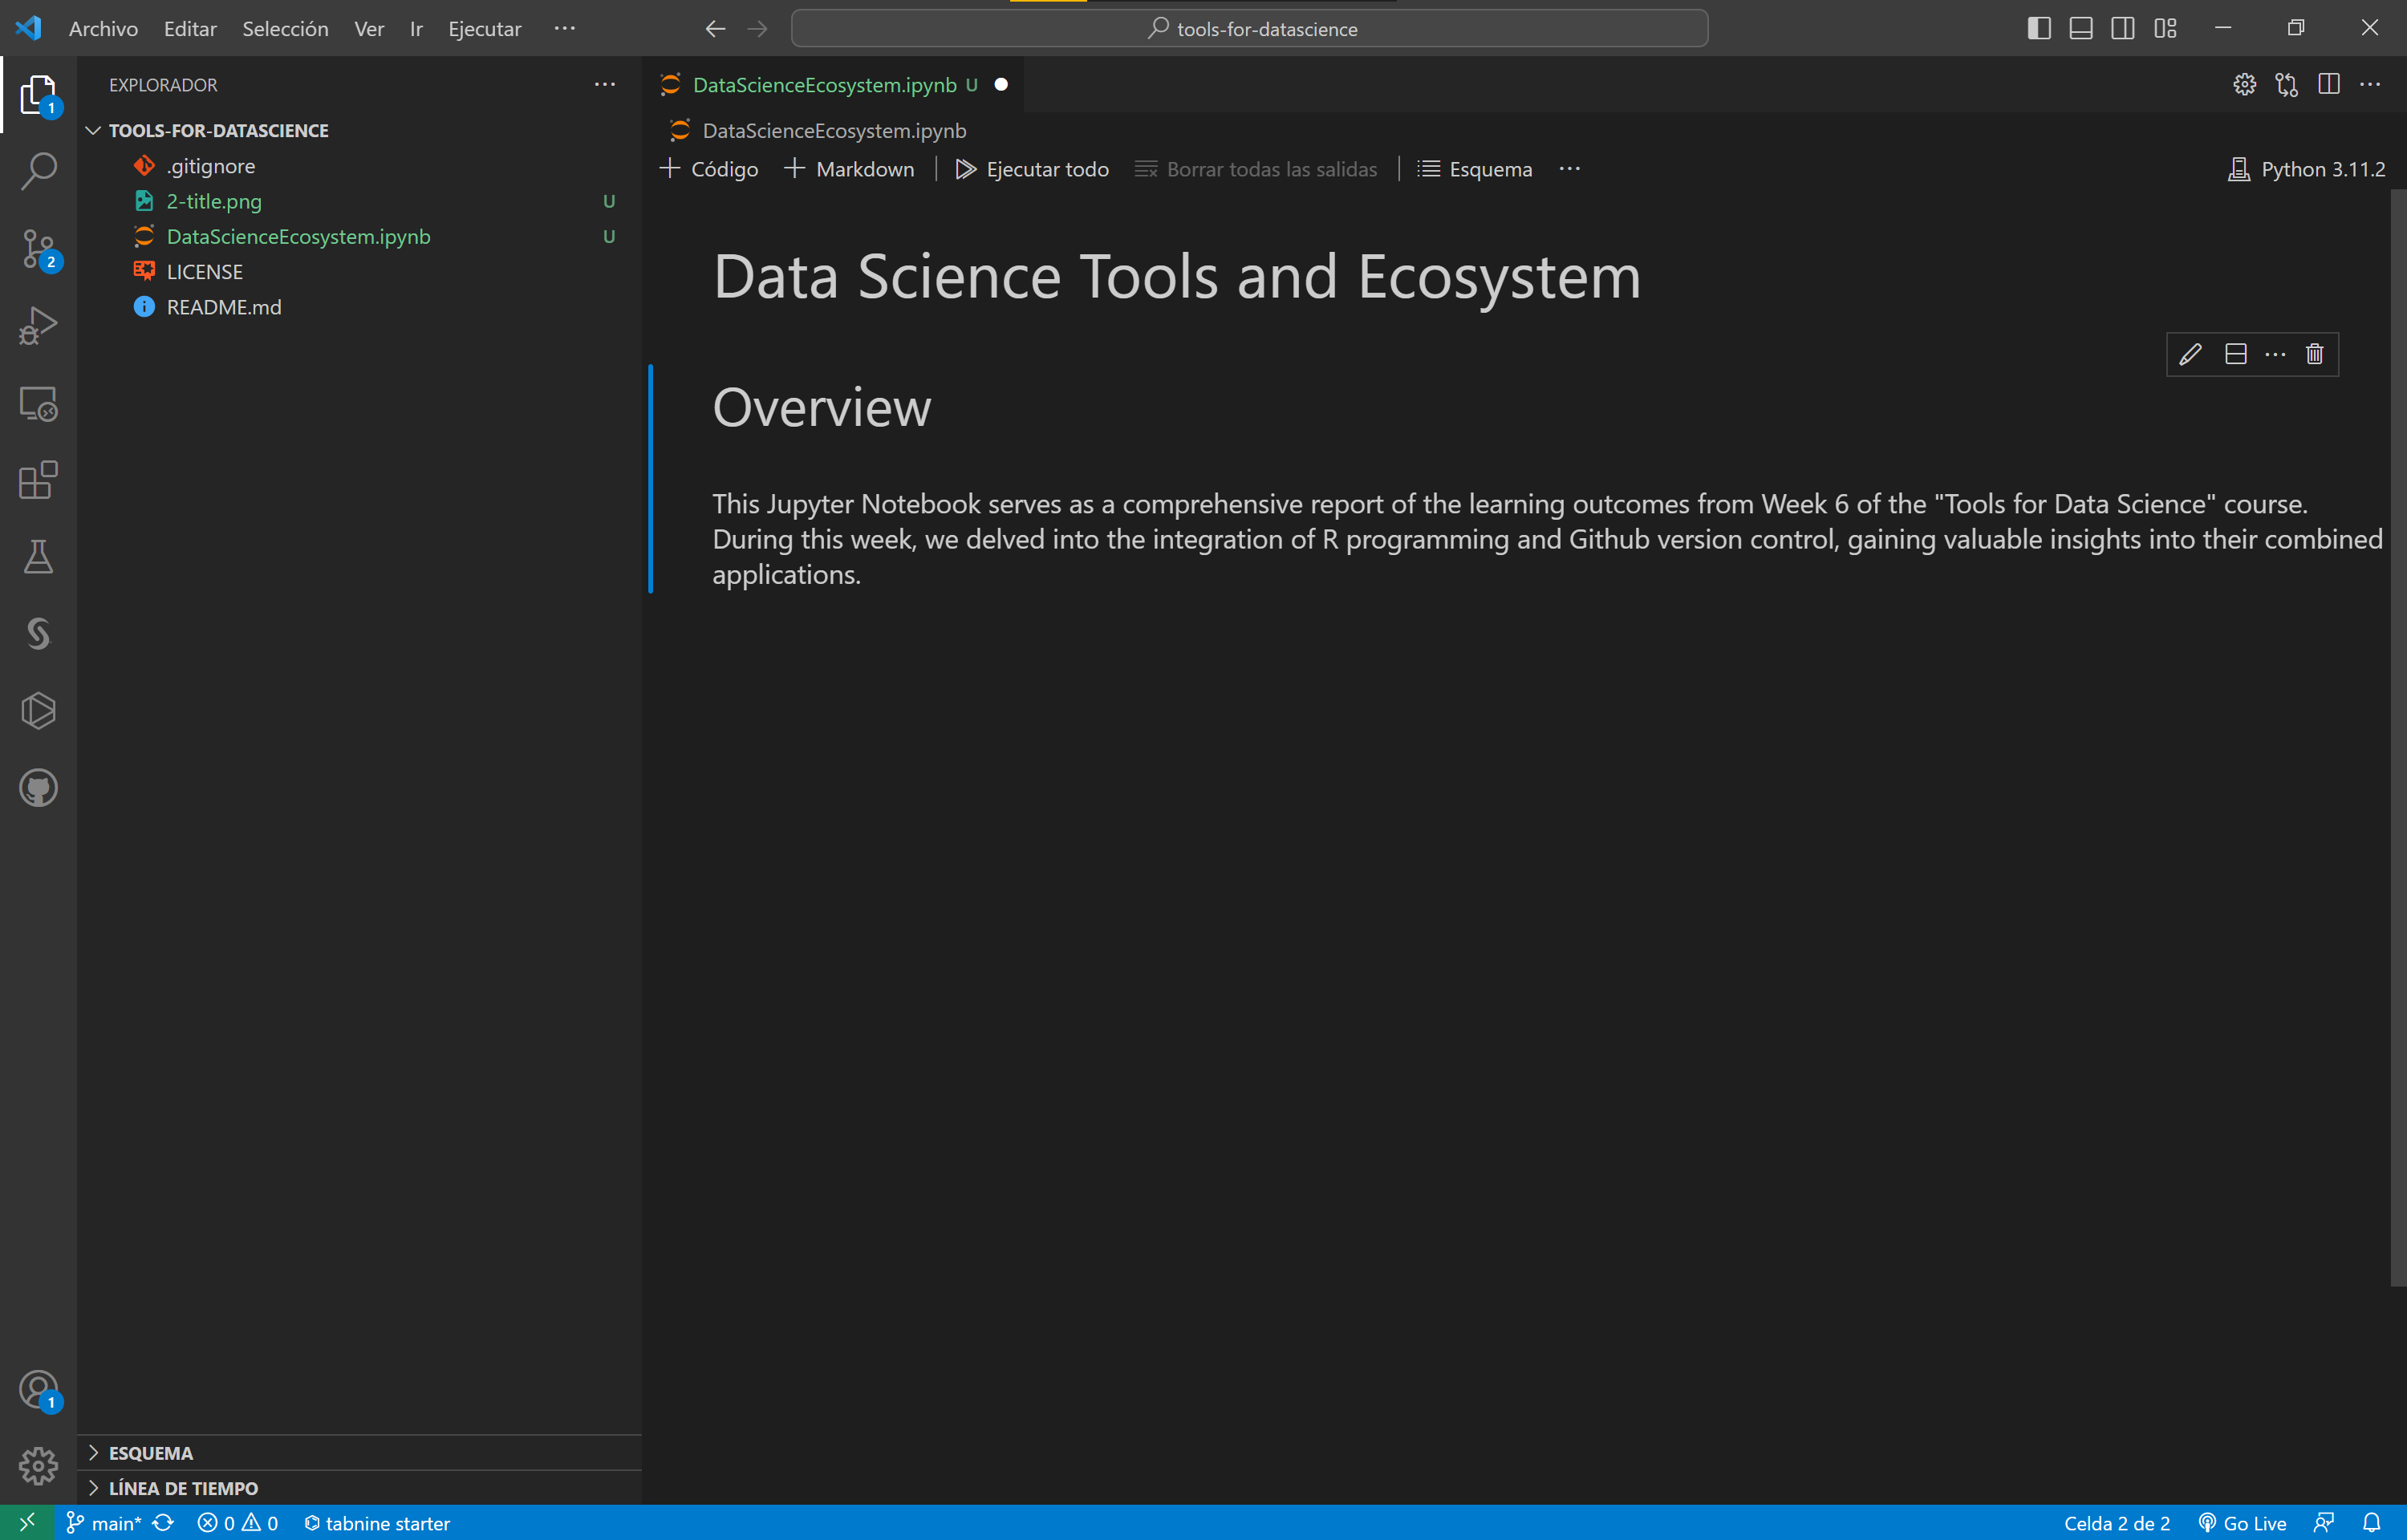 Archivo Editar Selección Ver Ir Ejecutar ··· tools-for-datascience
EXPLORADOR ···
TOOLS-FOR-DATASCIENCE
.gitignore
2-title.png U
DataScienceEcosystem.ipynb U
LICENSE
README.md
ESQUEMA
LÍNEA DE TIEMPO
1
2
1
DataScienceEcosystem.ipynb U
DataScienceEcosystem.ipynb
+ Código + Markdown Ejecutar todo Borrar todas las salidas Esquema ··· Python 3.11.2
Data Science Tools and Ecosystem
Overview
This Jupyter Notebook serves as a comprehensive report of the learning outcomes from Week 6 of the "Tools for Data Science" course.
During this week, we delved into the integration of R programming and Github version control, gaining valuable insights into their combined
applications.
main* 0 0 tabnine starter Celda 2 de 2 Go Live